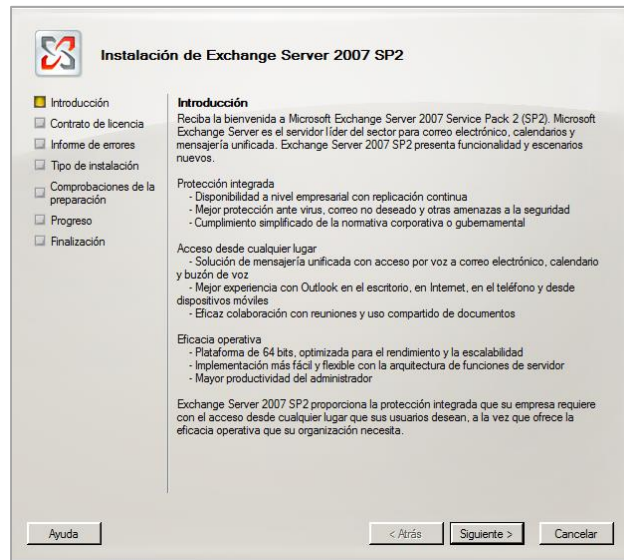 Instalación de Exchange Server 2007 SP2
Introducción
Contrato de licencia
Informe de errores
Tipo de instalación
Comprobaciones de la
preparación
Progreso
Finalización
Introducción
Reciba la bienvenida a Microsoft Exchange Server 2007 Service Pack 2 (SP2). Microsoft
Exchange Server es el servidor líder del sector para correo electrónico, calendarios y
mensajería unificada. Exchange Server 2007 SP2 presenta funcionalidad y escenarios
nuevos.
Protección integrada
- Disponibilidad a nivel empresarial con replicación continua
- Mejor protección ante virus, correo no deseado y otras amenazas a la seguridad
- Cumplimiento simplificado de la normativa corporativa o gubernamental
Acceso desde cualquier lugar
- Solución de mensajería unificada con acceso por voz a correo electrónico, calendario
y buzón de voz
- Mejor experiencia con Outlook en el escritorio, en Internet, en el teléfono y desde
dispositivos móviles
- Eficaz colaboración con reuniones y uso compartido de documentos
Eficacia operativa
- Plataforma de 64 bits, optimizada para el rendimiento y la escalabilidad
- Implementación más fácil y flexible con la arquitectura de funciones de servidor
- Mayor productividad del administrador
Exchange Server 2007 SP2 proporciona la protección integrada que su empresa requiere
con el acceso desde cualquier lugar que sus usuarios desean, a la vez que ofrece la
eficacia operativa que su organización necesita.
Ayuda
< Atrás
Siguiente >
Cancelar